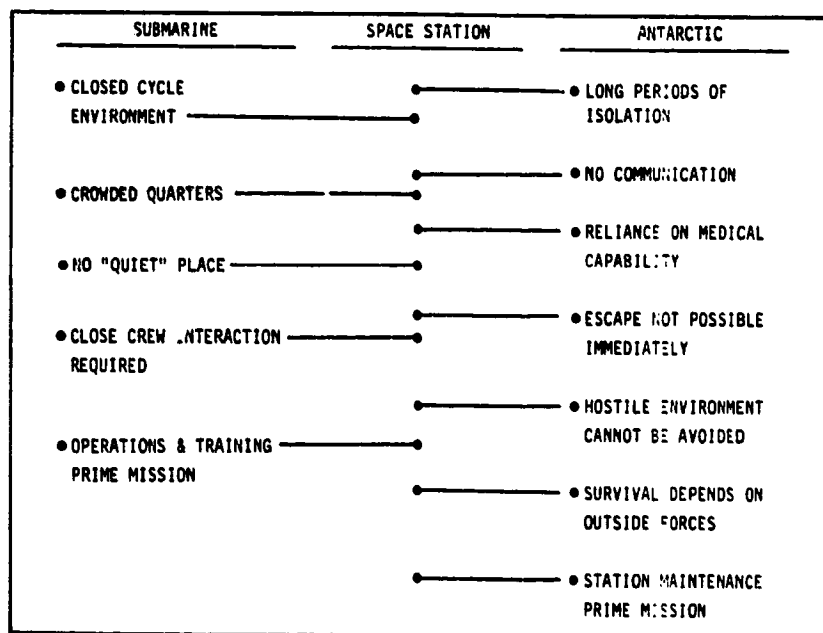 SUBMARINE SPACE STATION ANTARCTIC
● CLOSED CYCLE
ENVIRONMENT
● CROWDED QUARTERS
● NO "QUIET" PLACE
● CLOSE CREW INTERACTION
REQUIRED
● OPERATIONS & TRAINING
PRIME MISSION
● LONG PERIODS OF
ISOLATION
● NO COMMUNICATION
● RELIANCE ON MEDICAL
CAPABILITY
● ESCAPE NOT POSSIBLE
IMMEDIATELY
● HOSTILE ENVIRONMENT
CANNOT BE AVOIDED
● SURVIVAL DEPENDS ON
OUTSIDE FORCES
● STATION MAINTENANCE
PRIME MISSION